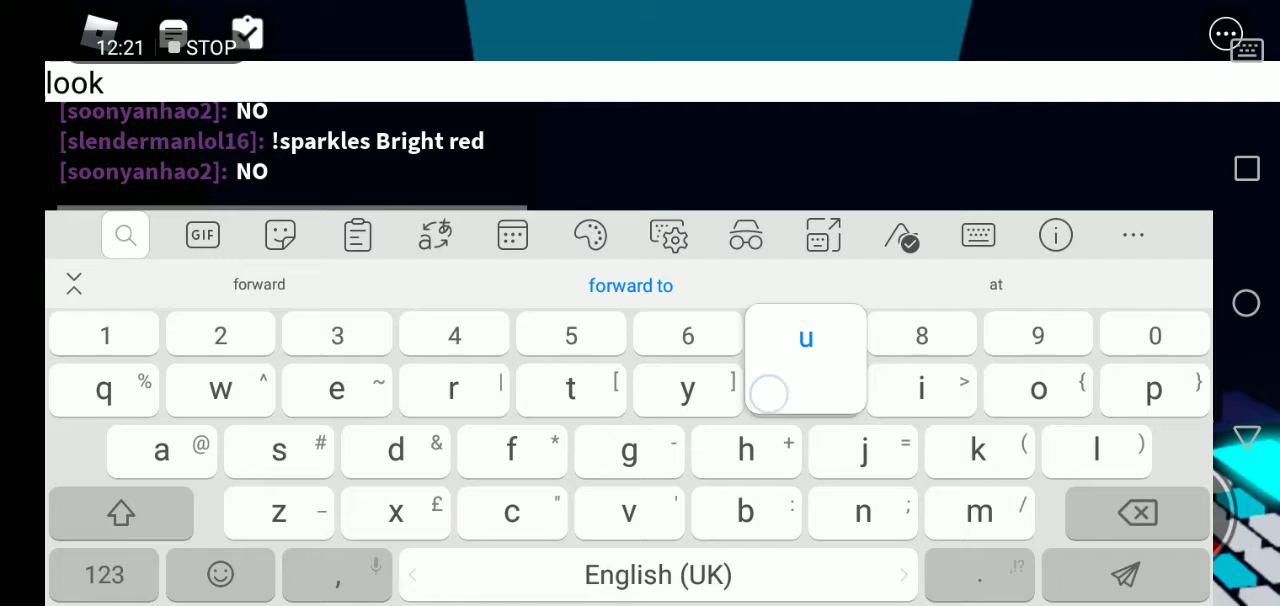 12:21 STOP
look
[soonyanhao2]: NO
[slendermanlol16]: !sparkles Bright red
[soonyanhao2]: NO
GIF a あ
forward forward to at
1 2 3 4 5 6 u 8 9 0
q % w ^ e ~ r | t [ y ] i > o { p }
a @ s # d & f * g - h + j = k ( l )
z _ x £ c " v ' b : n ; m /
123 , < English (UK) > . ,!?